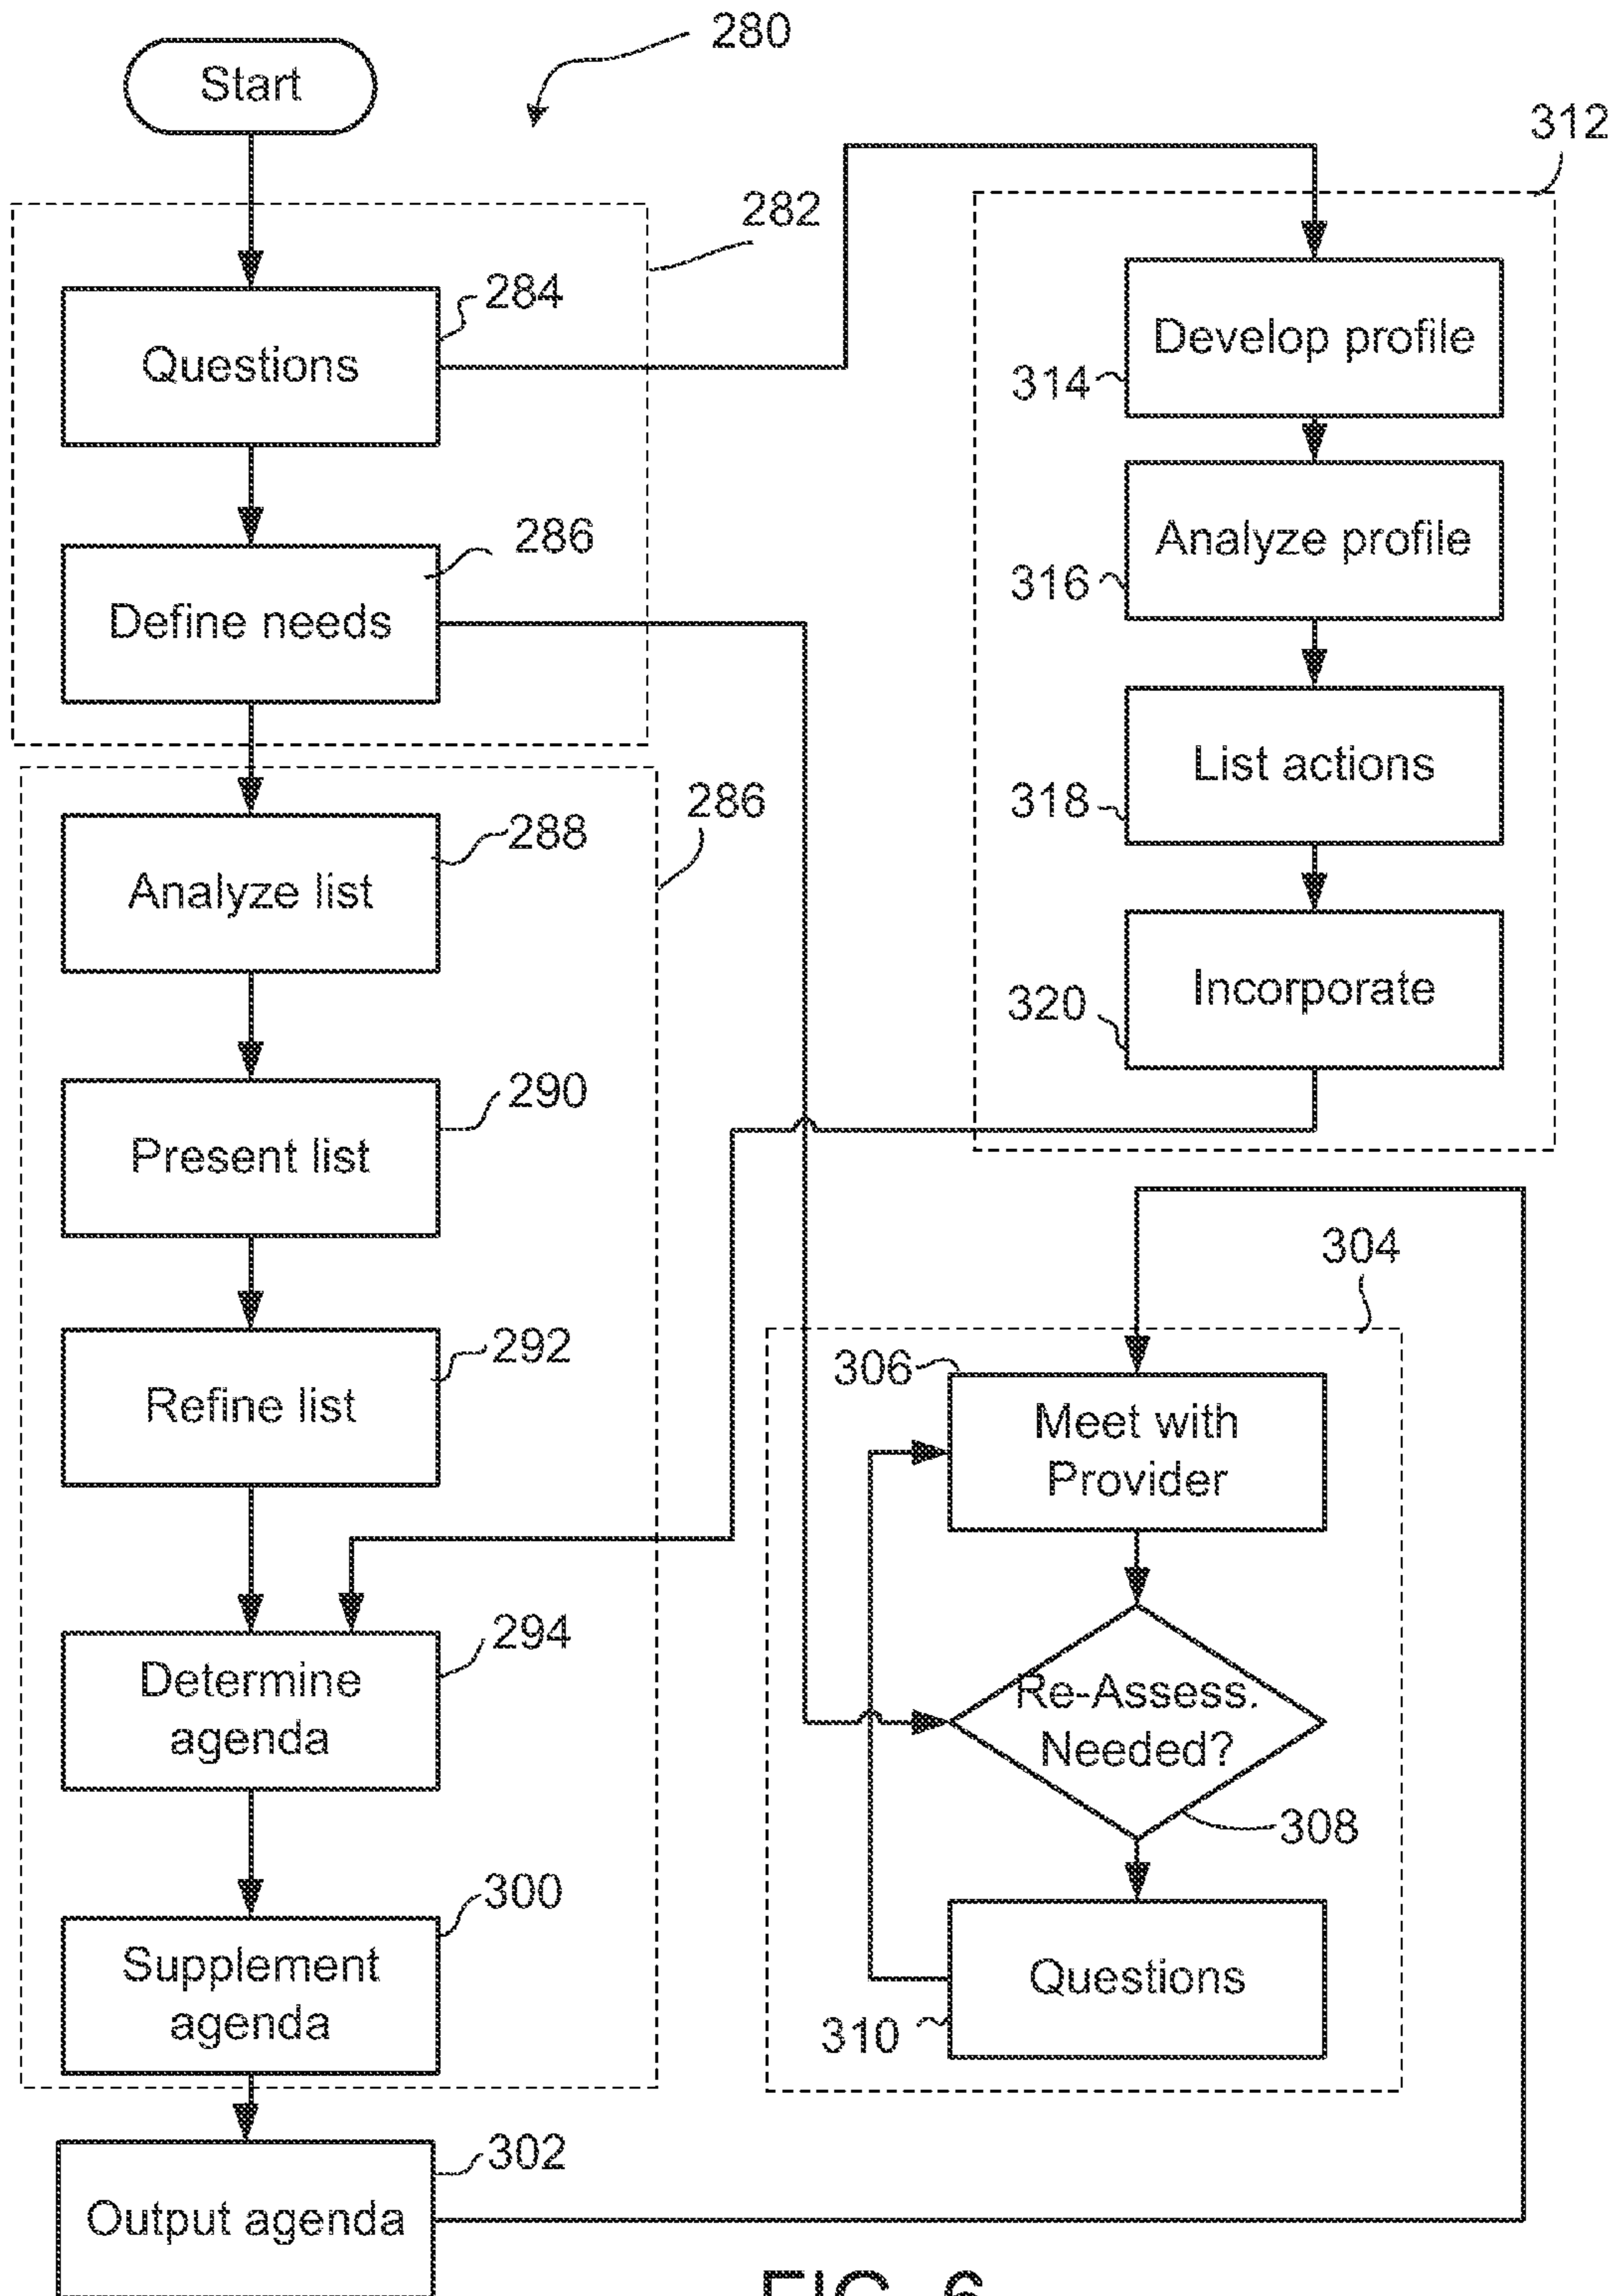 280
Start
312
282
284
Questions
Develop profile
314
286
Define needs
Analyze profile
316
286
288
Analyze list
List actions
318
290
Present list
Incorporate
320
304
292
Refine list
306
Meet with
Provider
294
Determine
agenda
Re-Assess.
Needed?
308
300
Supplement
agenda
Questions
310
302
Output agenda
FIG. 6